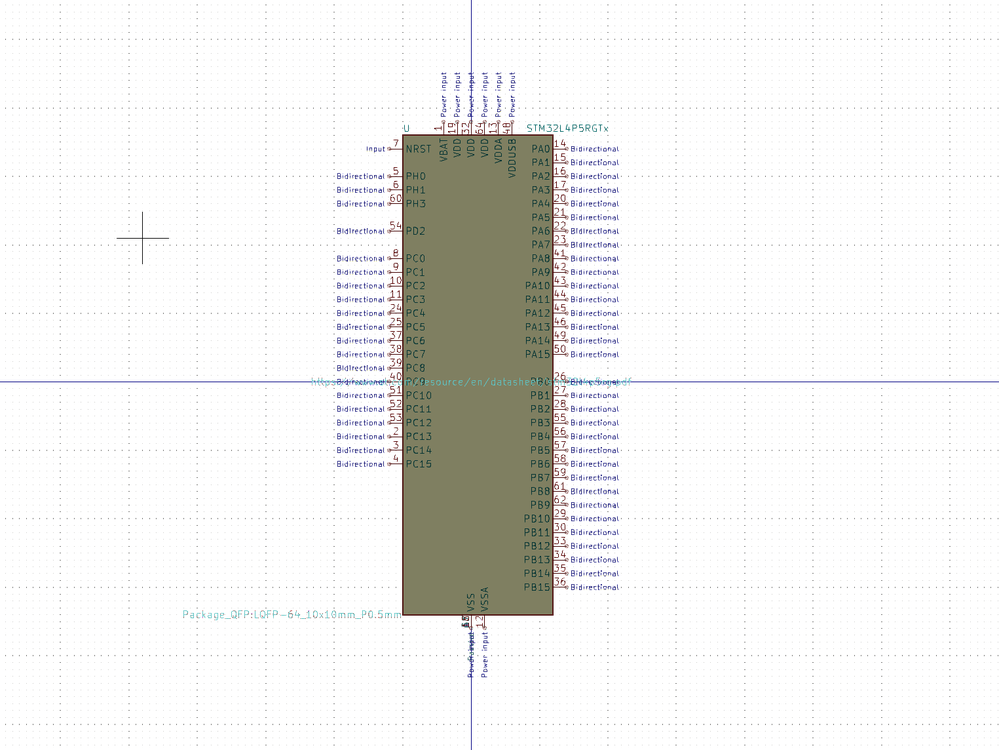 Power input Power input Power input Power input Power input Power input
1 19 32 64 13 48
U STM32L4P5RGTx
VBAT VDD VDD VDD VDDA VDDUSB
Input 7 NRST PA0 14 Bidirectional
PA1 15 Bidirectional
Bidirectional 5 PH0 PA2 16 Bidirectional
Bidirectional 6 PH1 PA3 17 Bidirectional
Bidirectional 60 PH3 PA4 20 Bidirectional
PA5 21 Bidirectional
Bidirectional 54 PD2 PA6 22 Bidirectional
PA7 23 Bidirectional
Bidirectional 8 PC0 PA8 41 Bidirectional
Bidirectional 9 PC1 PA9 42 Bidirectional
Bidirectional 10 PC2 PA10 43 Bidirectional
Bidirectional 11 PC3 PA11 44 Bidirectional
Bidirectional 24 PC4 PA12 45 Bidirectional
Bidirectional 25 PC5 PA13 46 Bidirectional
Bidirectional 37 PC6 PA14 49 Bidirectional
Bidirectional 38 PC7 PA15 50 Bidirectional
Bidirectional 39 PC8
Bidirectional 40 PC9 PB0 26 Bidirectional
Bidirectional 51 PC10 PB1 27 Bidirectional
Bidirectional 52 PC11 PB2 28 Bidirectional
Bidirectional 53 PC12 PB3 55 Bidirectional
Bidirectional 2 PC13 PB4 56 Bidirectional
Bidirectional 3 PC14 PB5 57 Bidirectional
Bidirectional 4 PC15 PB6 58 Bidirectional
PB7 59 Bidirectional
PB8 61 Bidirectional
PB9 62 Bidirectional
PB10 29 Bidirectional
PB11 30 Bidirectional
PB12 33 Bidirectional
PB13 34 Bidirectional
PB14 35 Bidirectional
PB15 36 Bidirectional
VSS VSSA
Package_QFP:LQFP-64_10x10mm_P0.5mm
12
Power input